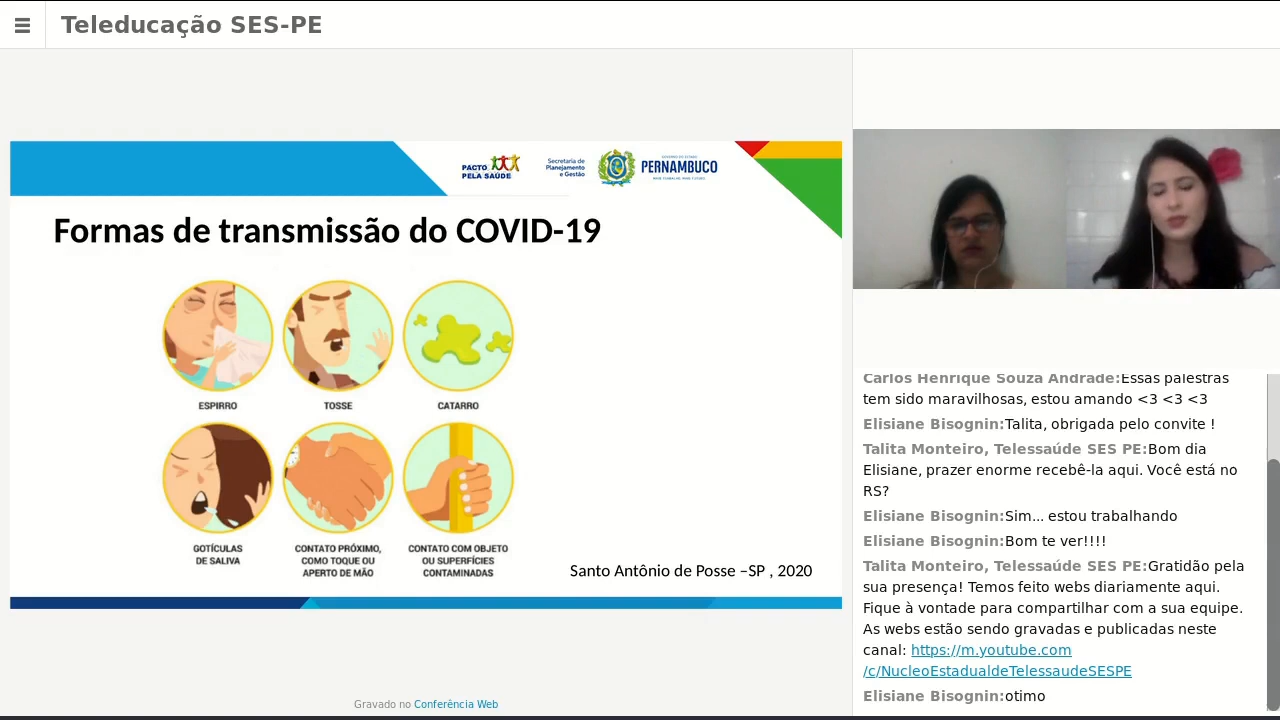 Teleducação SES-PE
PACTO
PELA SAÚDE
Secretaria de
Planejamento
e Gestão
PERNAMBUCO
Formas de transmissão do COVID-19
ESPIRRO
TOSSE
CATARRO
GOTÍCULAS
DE SALIVA
CONTATO PRÓXIMO,
COMO TOQUE OU
APERTO DE MÃO
CONTATO COM OBJETO
OU SUPERFÍCIES
CONTAMINADAS
Santo Antônio de Posse –SP , 2020
Gravado no Conferência Web
Carlos Henrique Souza Andrade:Essas palestras
tem sido maravilhosas, estou amando <3 <3 <3
Elisiane Bisognin:Talita, obrigada pelo convite !
Talita Monteiro, Telessaúde SES PE:Bom dia
Elisiane, prazer enorme recebê-la aqui. Você está no
RS?
Elisiane Bisognin:Sim... estou trabalhando
Elisiane Bisognin:Bom te ver!!!!
Talita Monteiro, Telessaúde SES PE:Gratidão pela
sua presença! Temos feito webs diariamente aqui.
Fique à vontade para compartilhar com a sua equipe.
As webs estão sendo gravadas e publicadas neste
canal: https://m.youtube.com
/c/NucleoEstadualdeTelessaudeSESPE
Elisiane Bisognin:otimo